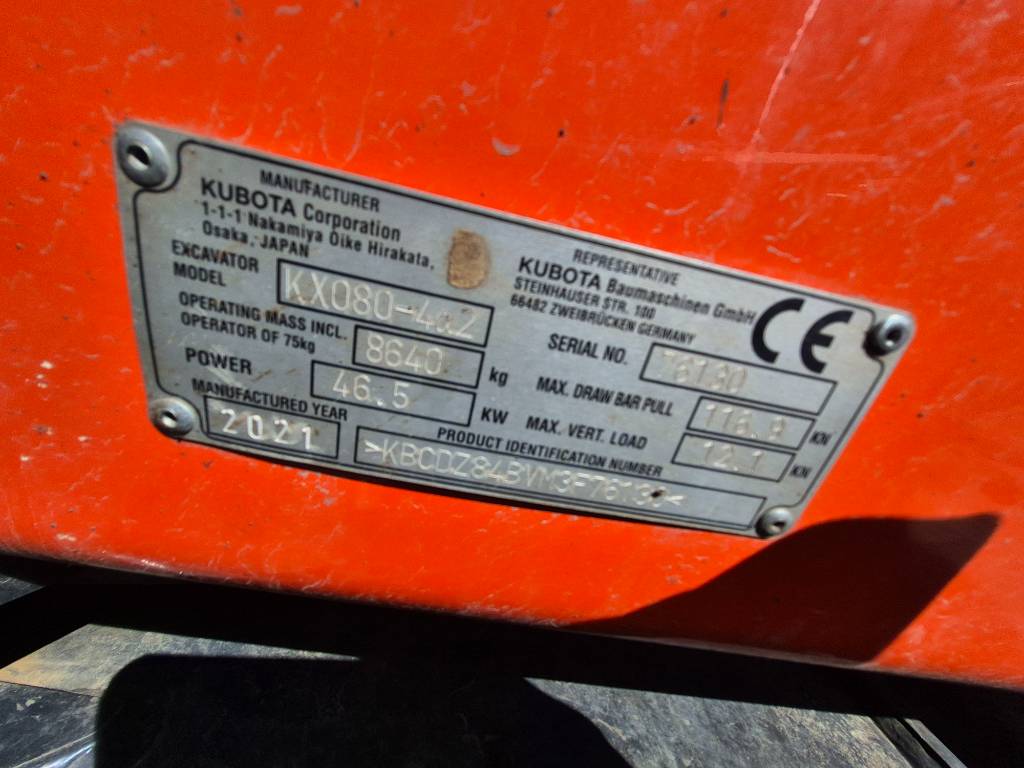 MANUFACTURER
KUBOTA Corporation
1-1-1 Nakamiya Oike Hirakata,
Osaka, JAPAN
EXCAVATOR MODEL KX080-4α2
OPERATING MASS INCL. OPERATOR OF 75kg 8640 kg
POWER 46.5 KW
MANUFACTURED YEAR
2021
REPRESENTATIVE
KUBOTA Baumaschinen GmbH
STEINHAUSER STR. 100
66482 ZWEIBRÜCKEN GERMANY
CE
SERIAL NO. 76130
MAX. DRAW BAR PULL 116.9 KN
MAX. VERT. LOAD 12.1 KN
PRODUCT IDENTIFICATION NUMBER
>KBCDZ84BVM3F76130<